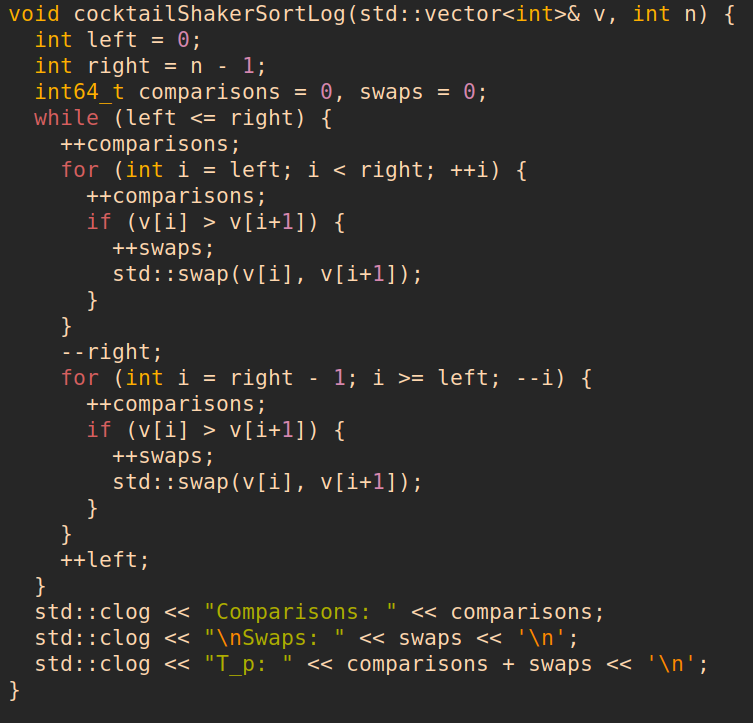 void cocktailShakerSortLog(std::vector<int>& v, int n) {
  int left = 0;
  int right = n - 1;
  int64_t comparisons = 0, swaps = 0;
  while (left <= right) {
    ++comparisons;
    for (int i = left; i < right; ++i) {
      ++comparisons;
      if (v[i] > v[i+1]) {
        ++swaps;
        std::swap(v[i], v[i+1]);
      }
    }
    --right;
    for (int i = right - 1; i >= left; --i) {
      ++comparisons;
      if (v[i] > v[i+1]) {
        ++swaps;
        std::swap(v[i], v[i+1]);
      }
    }
    ++left;
  }
  std::clog << "Comparisons: " << comparisons;
  std::clog << "\nSwaps: " << swaps << '\n';
  std::clog << "T_p: " << comparisons + swaps << '\n';
}